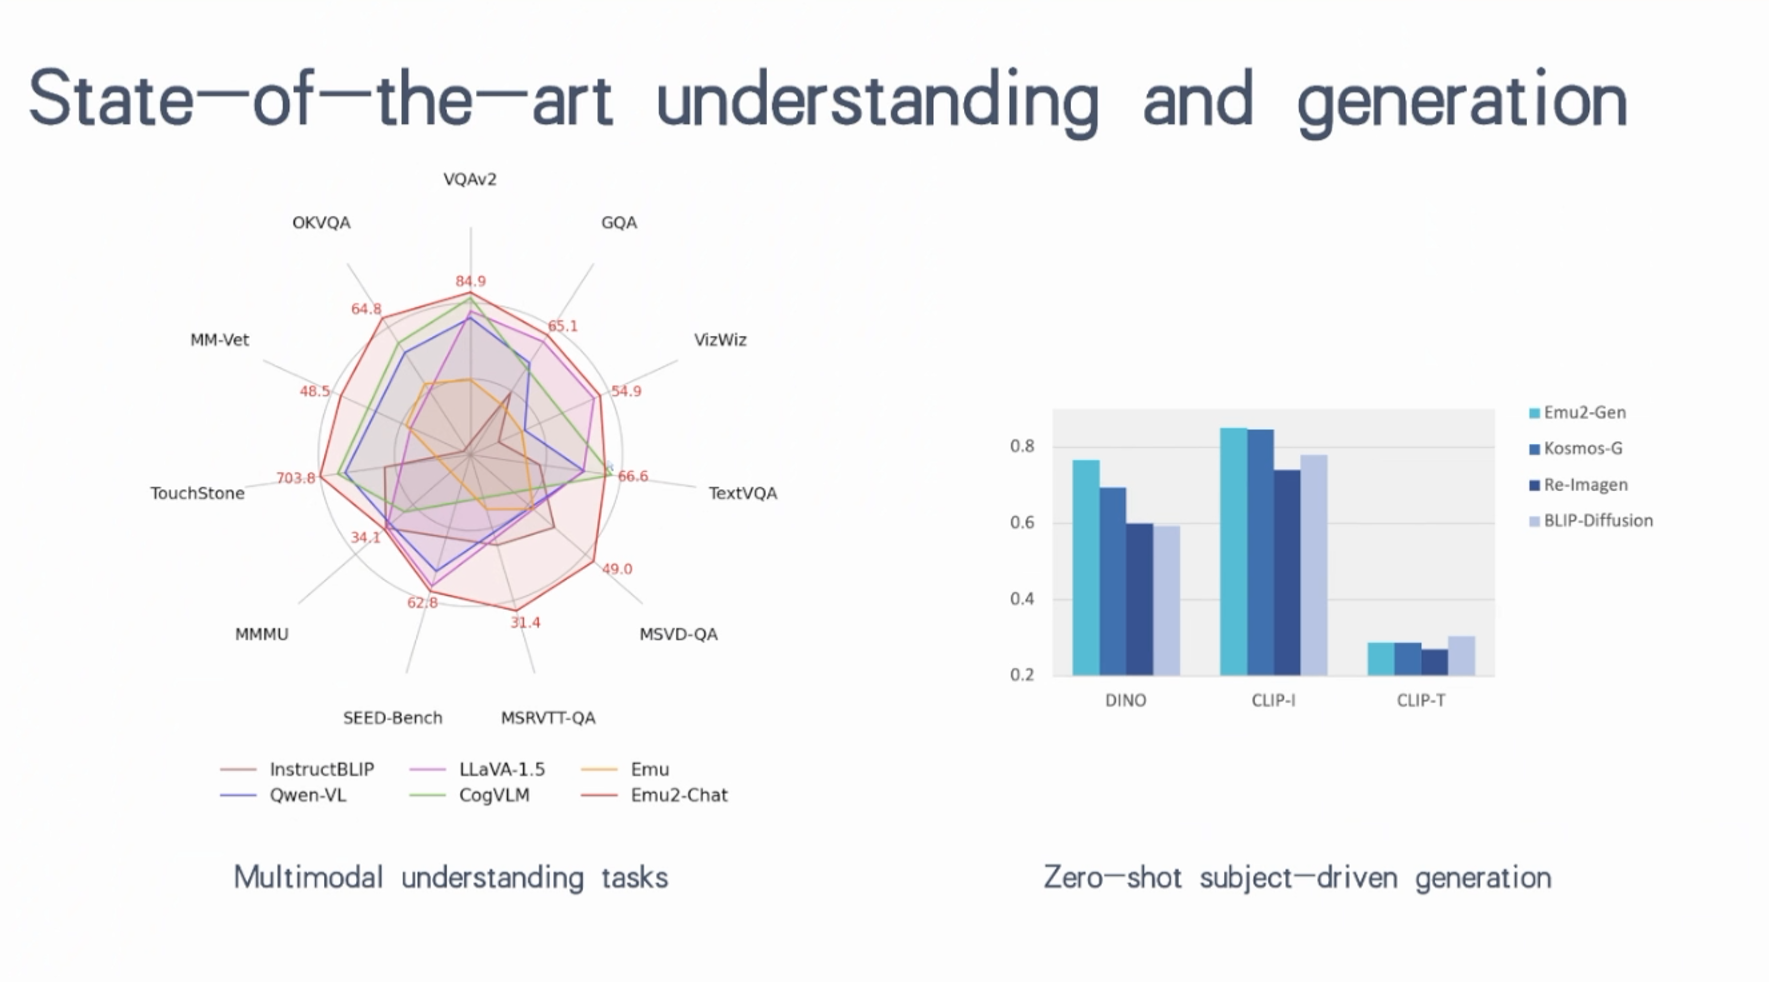 State—of—the—art understanding and generation
VQAv2
OKVQA
GQA
84.9
64.8
65.1
MM-Vet
VizWiz
48.5
54.9
703.8
66.6
TouchStone
TextVQA
34.1
49.0
62.8
31.4
MMMU
MSVD-QA
SEED-Bench
MSRVTT-QA
InstructBLIP
LLaVA-1.5
Emu
Qwen-VL
CogVLM
Emu2-Chat
Multimodal understanding tasks
0.8
0.6
0.4
0.2
DINO
CLIP-I
CLIP-T
Emu2-Gen
Kosmos-G
Re-Imagen
BLIP-Diffusion
Zero—shot subject—driven generation